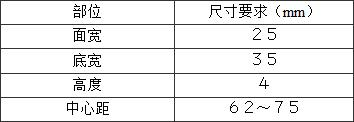 部位 尺寸要求（mm）
面宽 ２５
底宽 ３５
高度 ４
中心距 ６２～７５